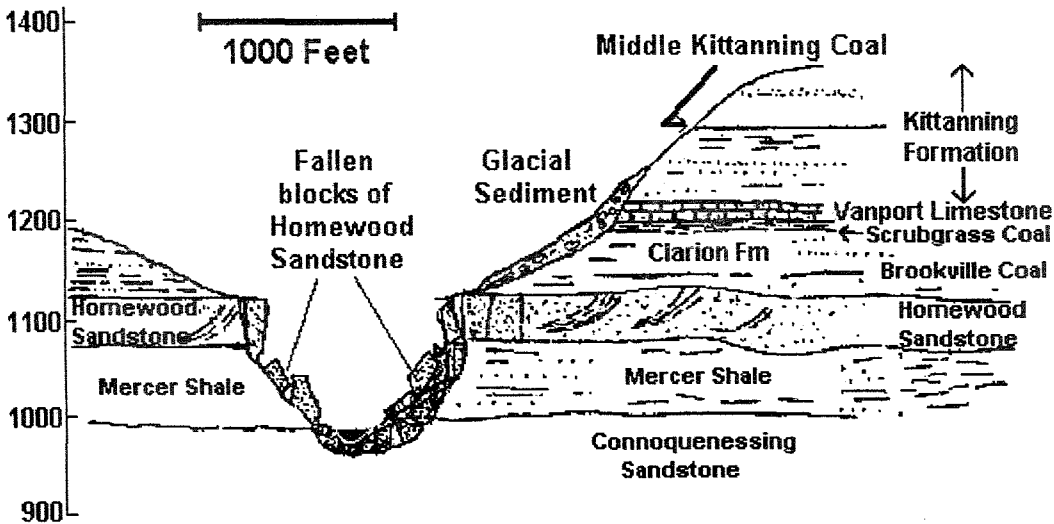 1400
1000 Feet
Middle Kittanning Coal
1300
Kittanning
Formation
Fallen
blocks of
Homewood
Sandstone
Glacial
Sediment
1200
Vanport Limestone
Scrubgrass Coal
Clarion Fm
Brookville Coal
Homewood
Sandstone
1100
Homewood
Sandstone
Mercer Shale
Mercer Shale
1000
Connoquenessing
Sandstone
900